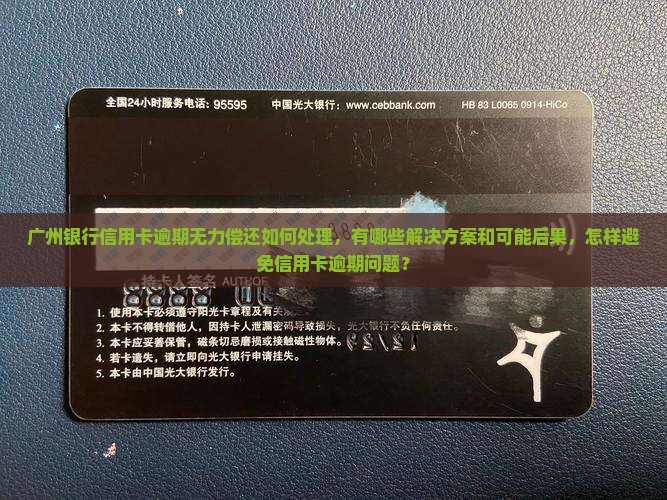 全国24小时服务电话: 95595 中国光大银行: www.cebbank.com HB 83 L0065 0914-HiCo
广州银行信用卡逾期无力偿还如何处理，有哪些解决方案和可能后果，怎样避
免信用卡逾期问题？
持卡人签名
1. 使用本卡必须遵守阳光卡章程及有关
2. 本卡不得转借他人，因持卡人泄漏密码导致损失，光大银行不负任何责任。
3. 本卡应妥善保管，磁条切忌磨损或接触磁性物体。
4. 若卡遗失，请立即向光大银行申请挂失。
5. 本卡由中国光大银行发行。